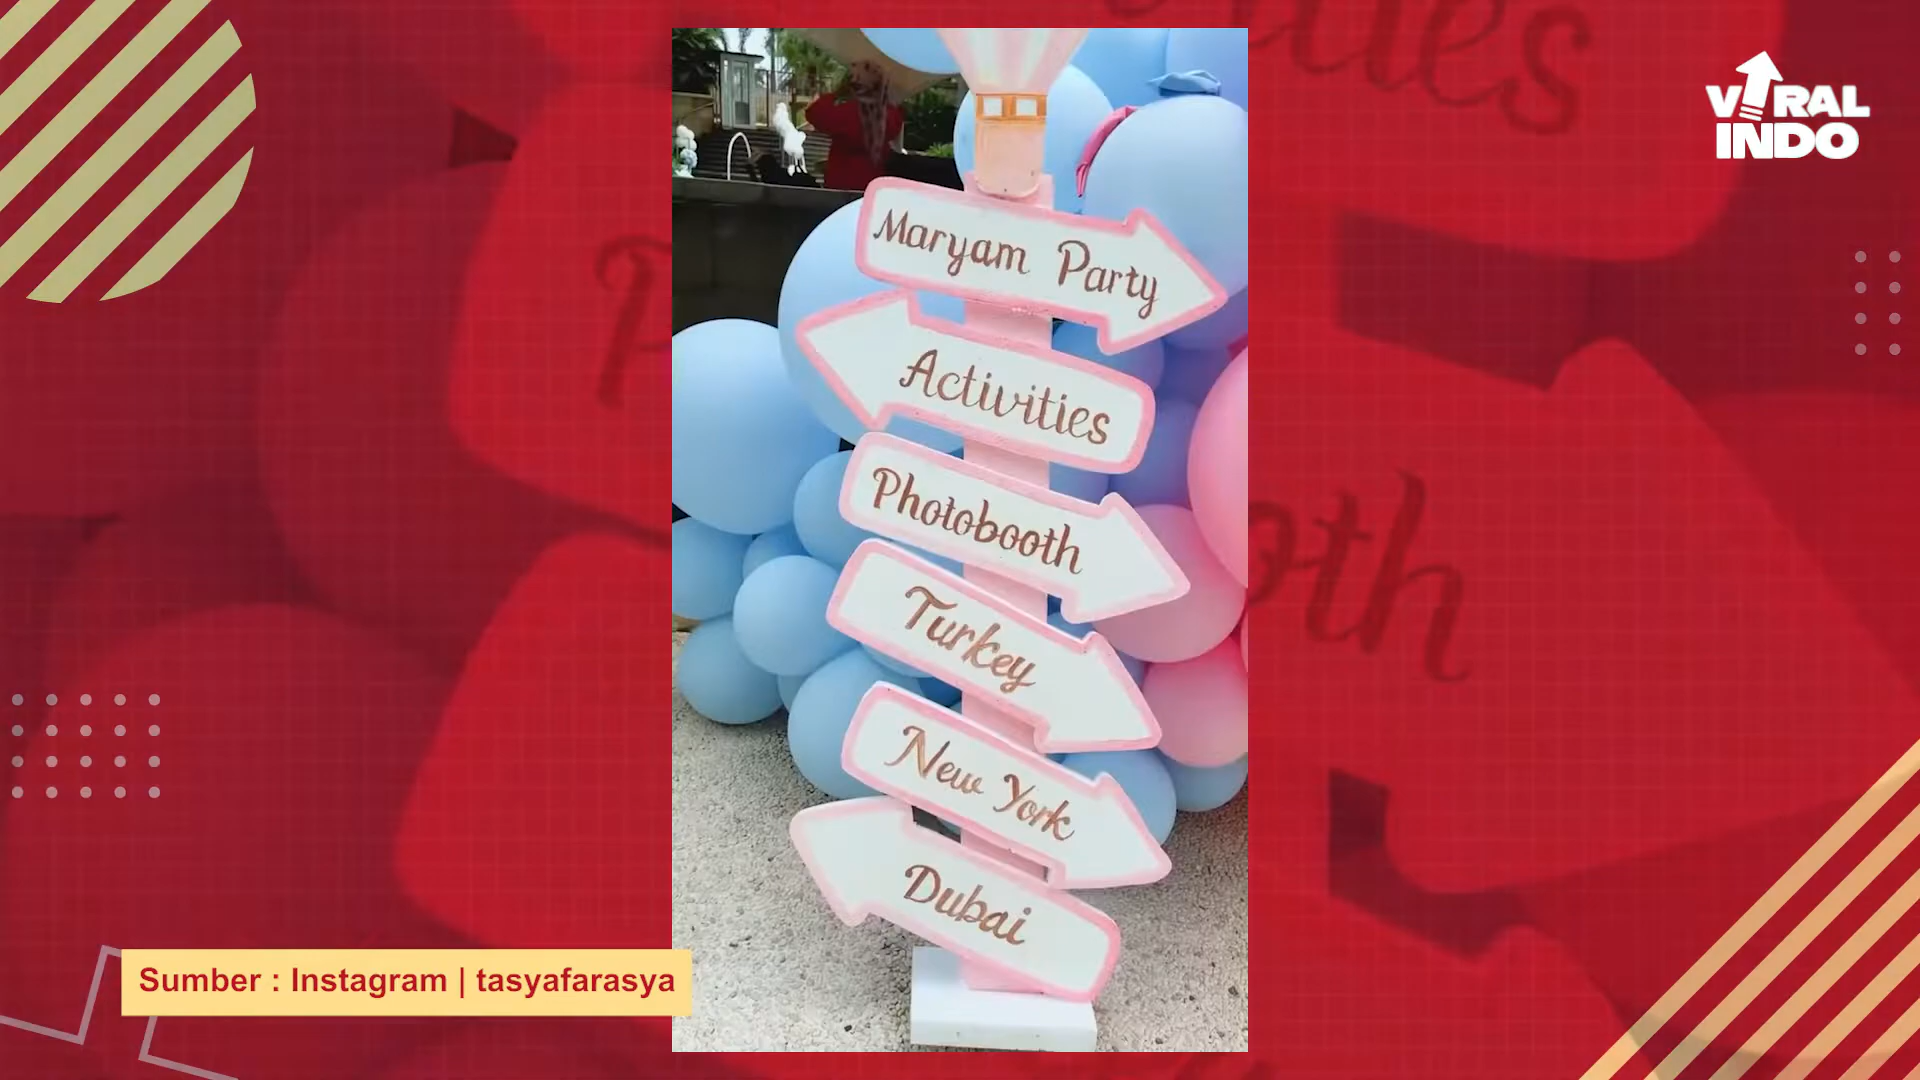 VIRAL
INDO
Maryam Party
Activities
Photobooth
Turkey
New York
Dubai
Sumber : Instagram | tasyafarasya